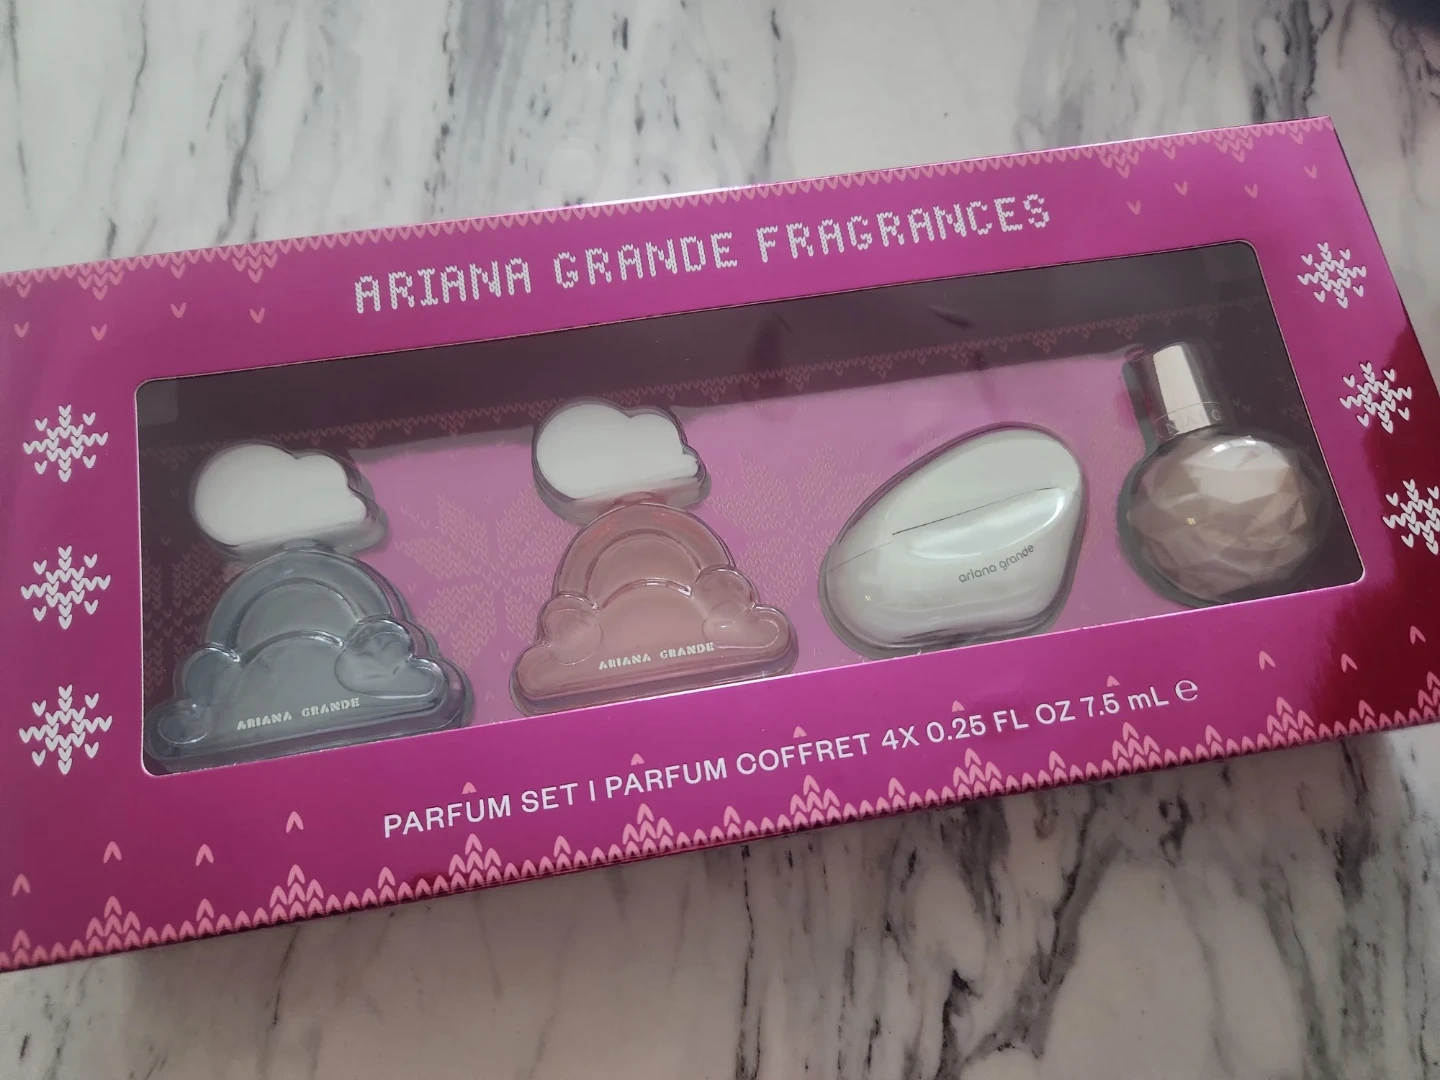 ARIANA GRANDE FRAGRANCES
ariana grande
ARIANA GRANDE
ARIANA GRANDE
PARFUM SET | PARFUM COFFRET 4X 0.25 FL OZ 7.5 mL ℮